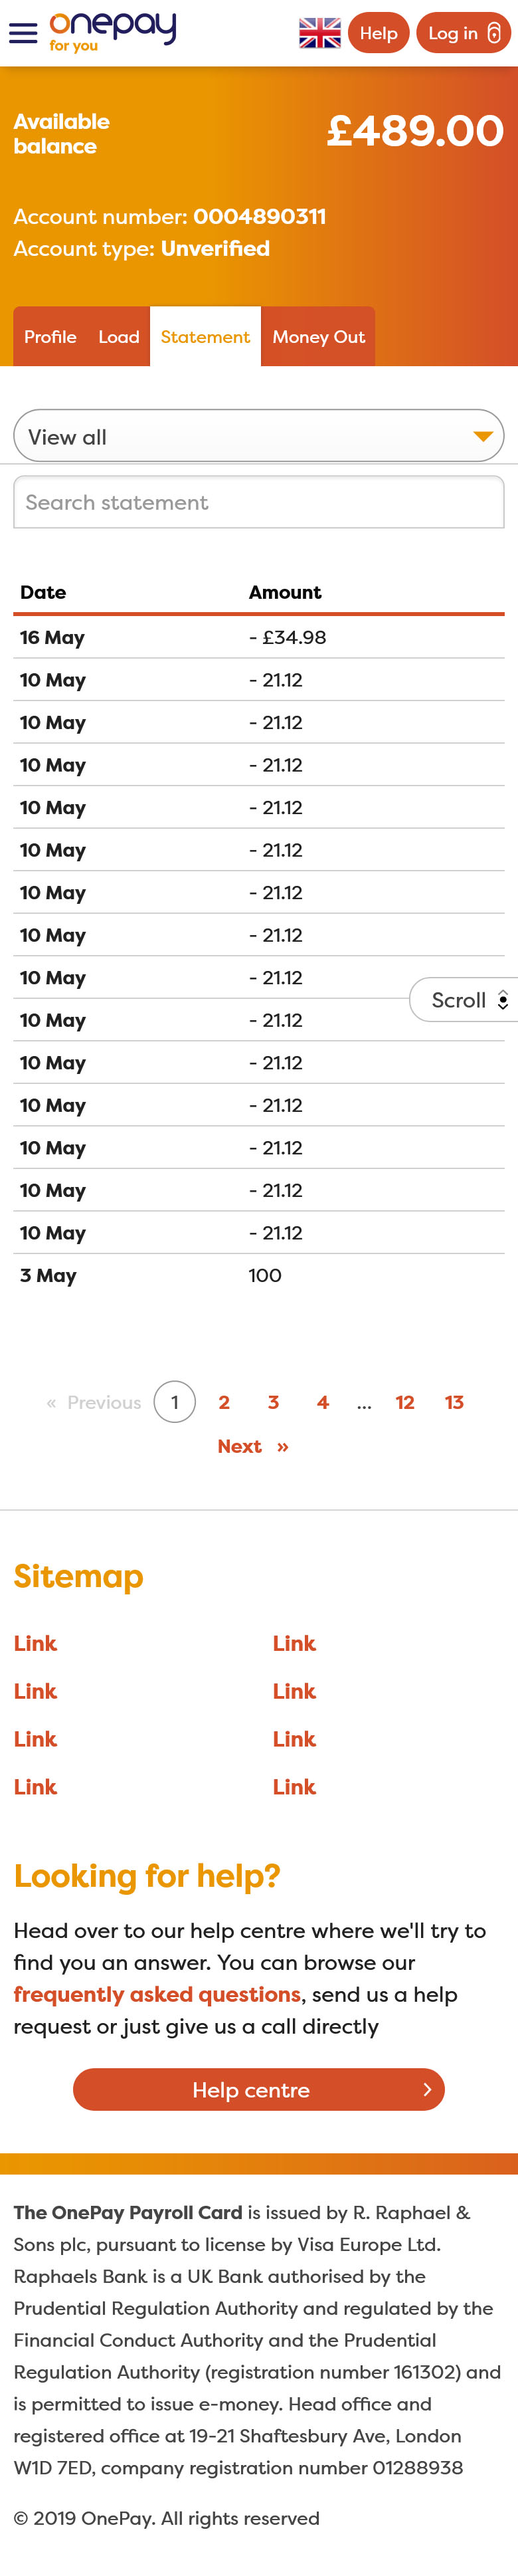 onepay
for you
Help
Log in
Available
balance
£489.00
Account number: 0004890311
Account type: Unverified
Profile Load Statement Money Out
View all
Search statement
Date Amount
16 May - £34.98
10 May - 21.12
10 May - 21.12
10 May - 21.12
10 May - 21.12
10 May - 21.12
10 May - 21.12
10 May - 21.12
10 May - 21.12
Scroll
10 May - 21.12
10 May - 21.12
10 May - 21.12
10 May - 21.12
10 May - 21.12
10 May - 21.12
3 May 100
« Previous 1 2 3 4 ... 12 13
Next »
Sitemap
Link Link
Link Link
Link Link
Link Link
Looking for help?
Head over to our help centre where we'll try to
find you an answer. You can browse our
frequently asked questions, send us a help
request or just give us a call directly
Help centre
The OnePay Payroll Card is issued by R. Raphael &
Sons plc, pursuant to license by Visa Europe Ltd.
Raphaels Bank is a UK Bank authorised by the
Prudential Regulation Authority and regulated by the
Financial Conduct Authority and the Prudential
Regulation Authority (registration number 161302) and
is permitted to issue e-money. Head office and
registered office at 19-21 Shaftesbury Ave, London
W1D 7ED, company registration number 01288938
© 2019 OnePay. All rights reserved